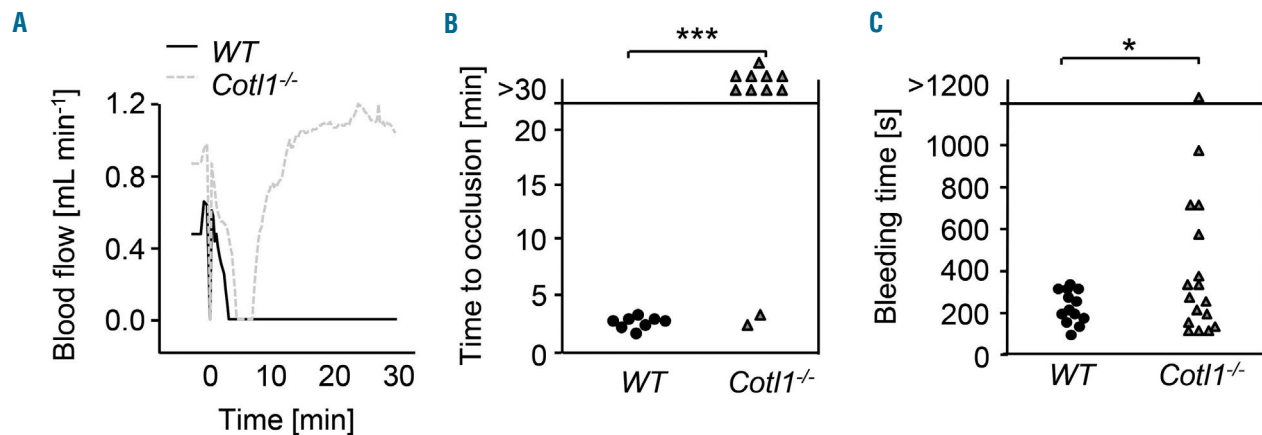 A
WT
Cotl1-/-
Blood flow [mL min-1]
1.2
0.8
0.4
0.0
0 10 20 30
Time [min]
B
***
Time to occlusion [min]
>30
20
15
10
5
0
WT Cotl1-/-
C
*
Bleeding time [s]
>1200
1000
800
600
400
200
0
WT Cotl1-/-